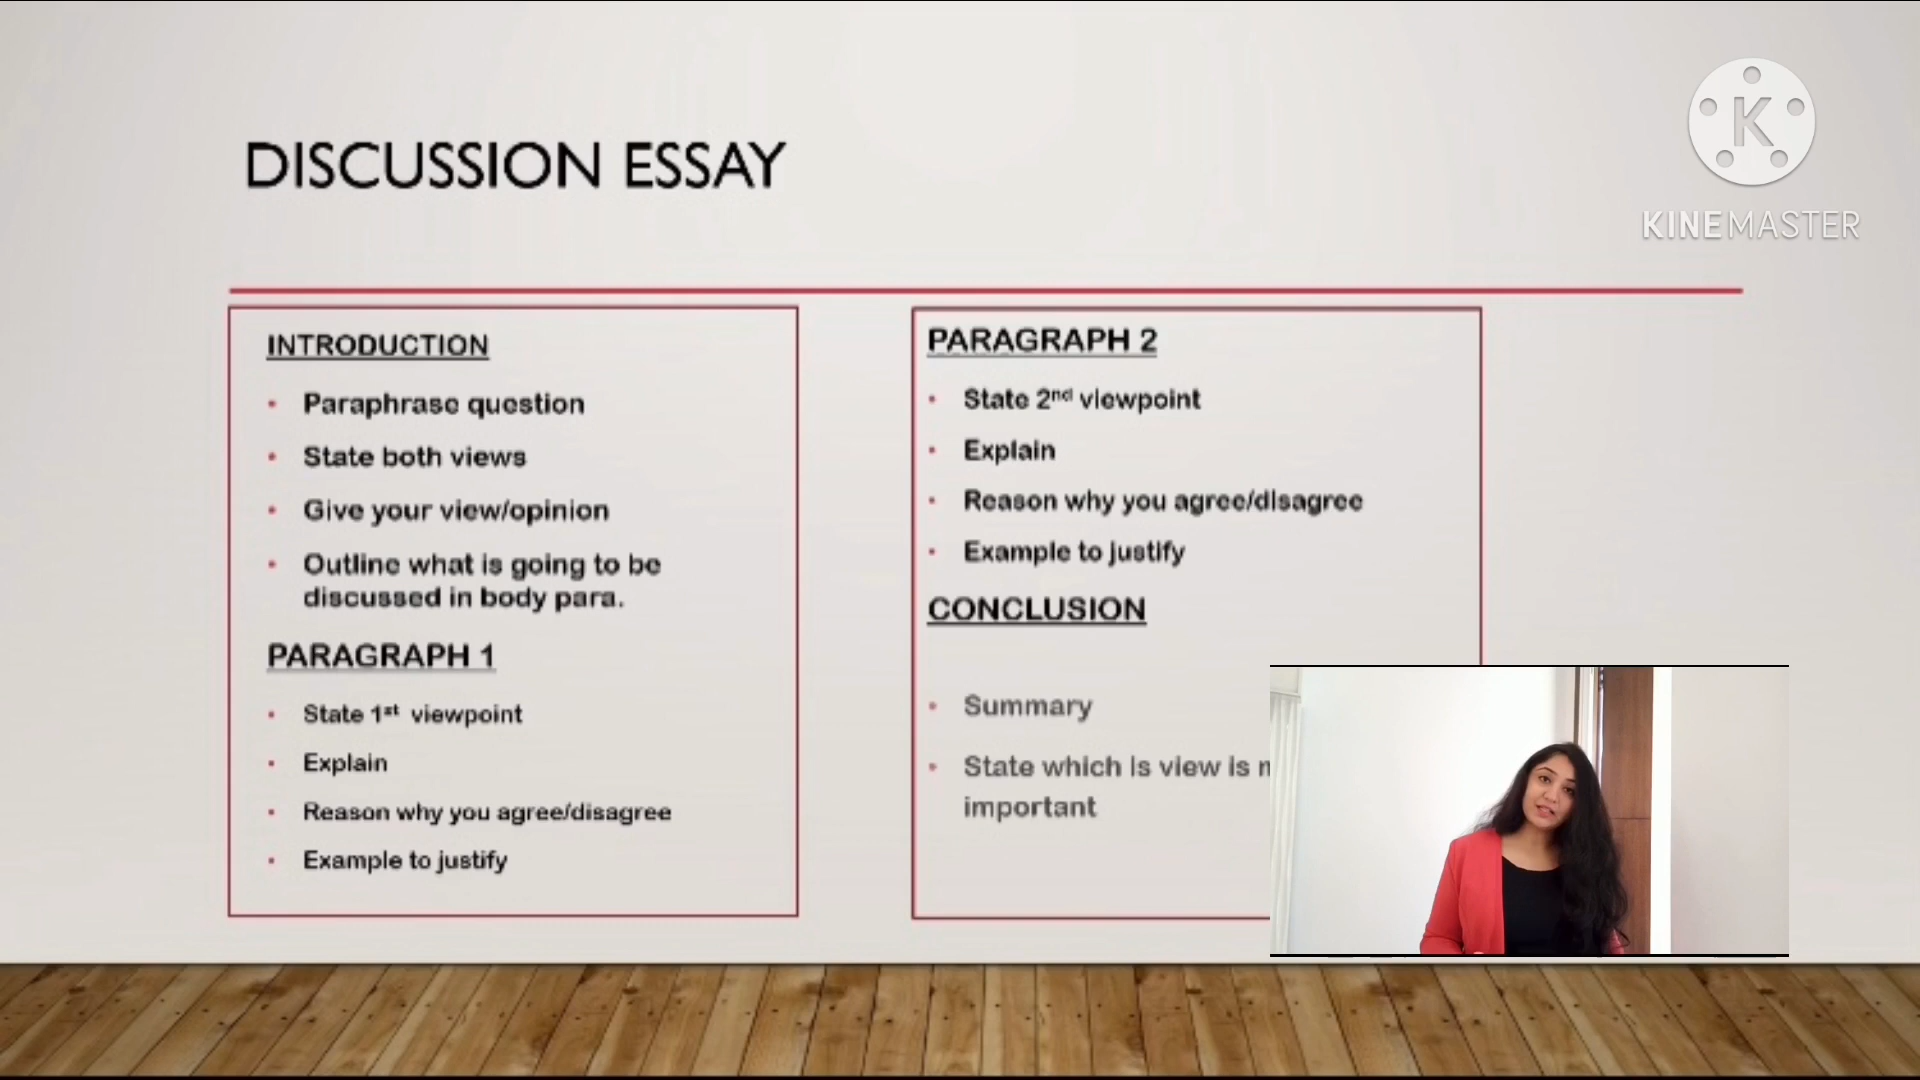 DISCUSSION ESSAY
K
KINEMASTER
INTRODUCTION
• Paraphrase question
• State both views
• Give your view/opinion
• Outline what is going to be
discussed in body para.
PARAGRAPH 1
• State 1st viewpoint
• Explain
• Reason why you agree/disagree
• Example to justify
PARAGRAPH 2
• State 2nd viewpoint
• Explain
• Reason why you agree/disagree
• Example to justify
CONCLUSION
• Summary
• State which is view is
important